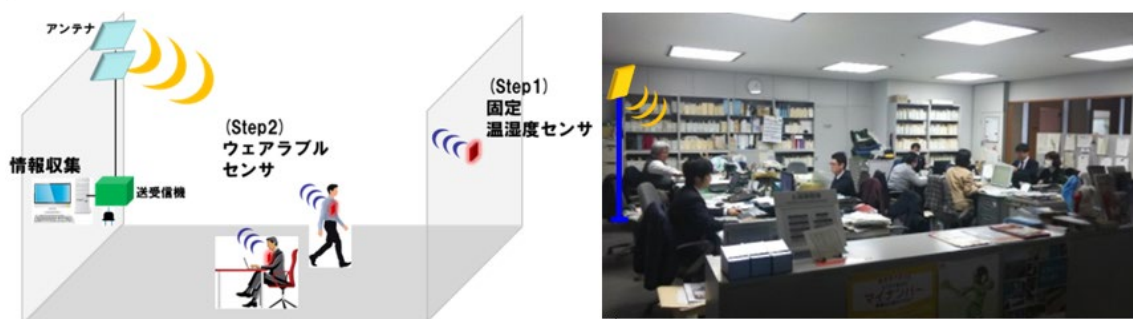 アンテナ
(Step1)
固定
温湿度センサ
(Step2)
ウェアラブル
センサ
情報収集
送受信機
マイナンバー